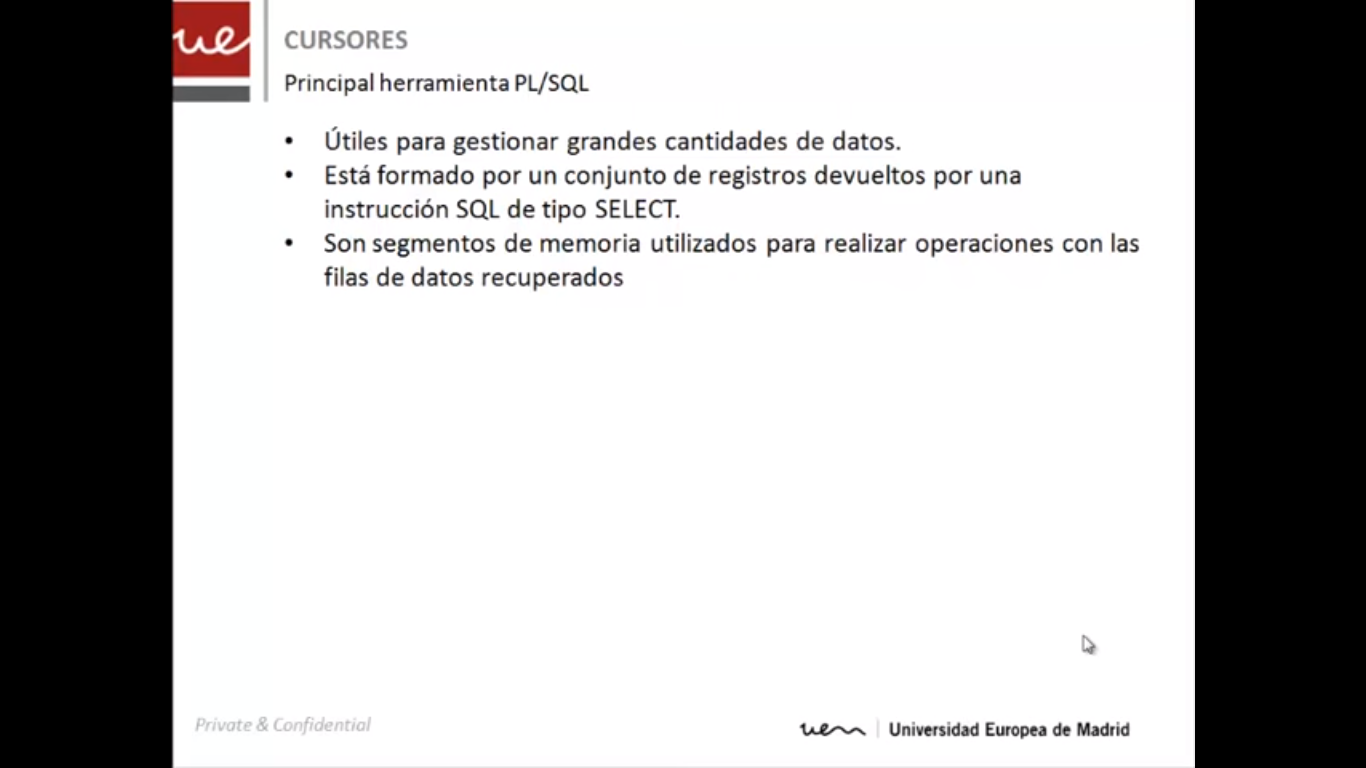 ue
CURSORES
Principal herramienta PL/SQL
• Útiles para gestionar grandes cantidades de datos.
• Está formado por un conjunto de registros devueltos por una
instrucción SQL de tipo SELECT.
• Son segmentos de memoria utilizados para realizar operaciones con las
filas de datos recuperados
Private & Confidential
uem Universidad Europea de Madrid